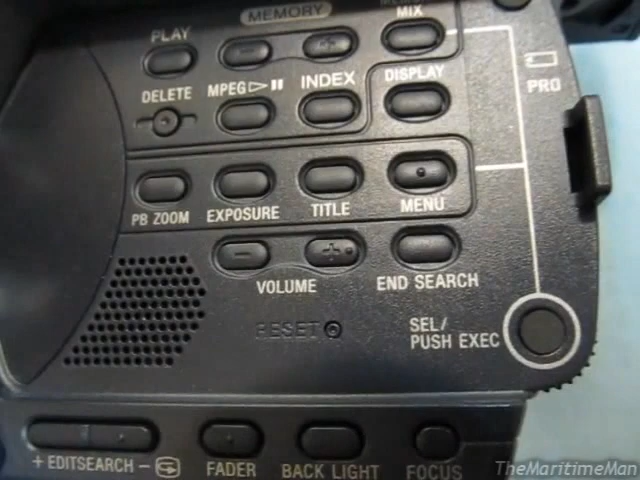 MEMORY
PLAY
- +
MIX
DELETE
MPEG
INDEX
DISPLAY
PRO
PB ZOOM
EXPOSURE
TITLE
MENU
- +
VOLUME
END SEARCH
RESET
SEL/
PUSH EXEC
+ EDITSEARCH -
FADER
BACK LIGHT
FOCUS
TheMaritimeMan